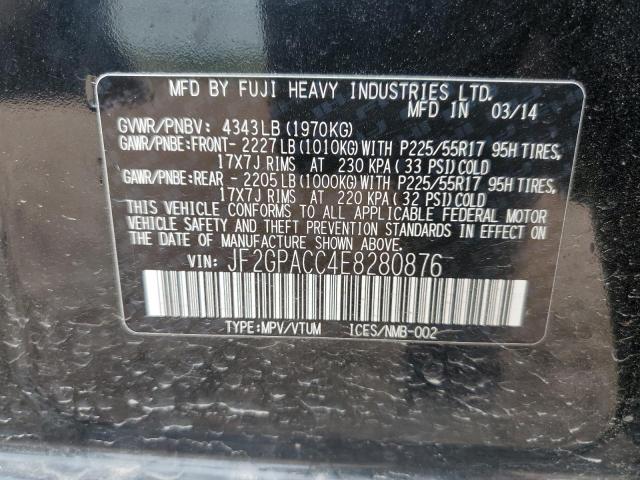 MFD BY FUJI HEAVY INDUSTRIES LTD.
MFD IN 03/14
GVWR/PNBV: 4343LB(1970KG)
GAWR/PNBE:FRONT- 2227LB(1010KG)WITH P225/55R17 95H TIRES,
17X7J RIMS AT 230 KPA(33 PSI)COLD
GAWR/PNBE:REAR - 2205LB(1000KG)WITH P225/55R17 95H TIRES,
17X7J RIMS AT 220 KPA(32 PSI)COLD
THIS VEHICLE CONFORMS TO ALL APPLICABLE FEDERAL MOTOR
VEHICLE SAFETY AND THEFT PREVENTION STANDARDS IN EFFECT ON
THE DATE OF MANUFACTURE SHOWN ABOVE.
VIN: JF2GPACC4E8280876
TYPE:MPV/VTUM ICES/NMB-002